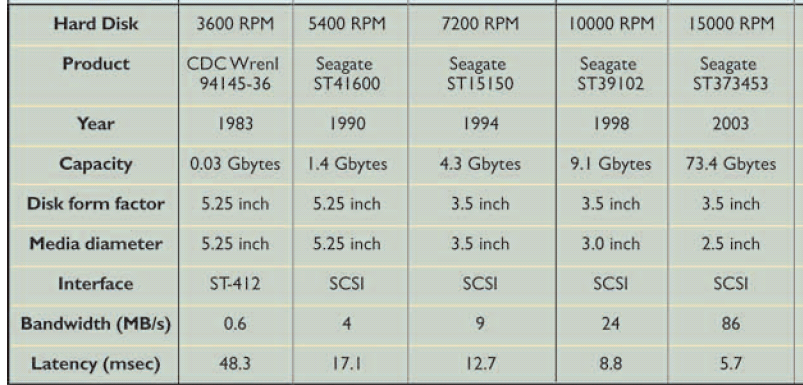 Hard Disk 3600 RPM 5400 RPM 7200 RPM 10000 RPM 15000 RPM
Product CDC WrenI Seagate Seagate Seagate Seagate
94145-36 ST41600 ST15150 ST39102 ST373453
Year 1983 1990 1994 1998 2003
Capacity 0.03 Gbytes 1.4 Gbytes 4.3 Gbytes 9.1 Gbytes 73.4 Gbytes
Disk form factor 5.25 inch 5.25 inch 3.5 inch 3.5 inch 3.5 inch
Media diameter 5.25 inch 5.25 inch 3.5 inch 3.0 inch 2.5 inch
Interface ST-412 SCSI SCSI SCSI SCSI
Bandwidth (MB/s) 0.6 4 9 24 86
Latency (msec) 48.3 17.1 12.7 8.8 5.7